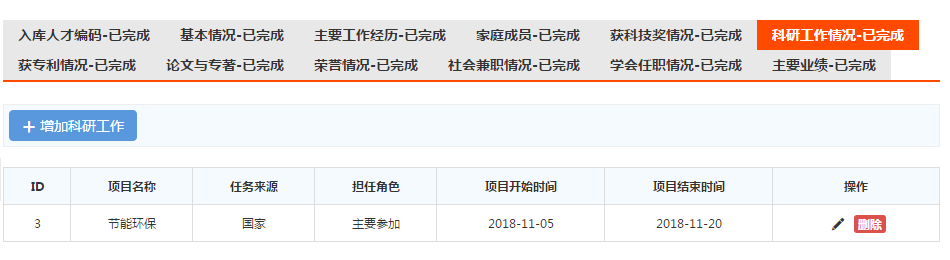 入库人才编码-已完成 基本情况-已完成 主要工作经历-已完成 家庭成员-已完成 获科技奖情况-已完成 科研工作情况-已完成
获专利情况-已完成 论文与专著-已完成 荣誉情况-已完成 社会兼职情况-已完成 学会任职情况-已完成 主要业绩-已完成
+ 增加科研工作
ID 项目名称 任务来源 担任角色 项目开始时间 项目结束时间 操作
3 节能环保 国家 主要参加 2018-11-05 2018-11-20 删除